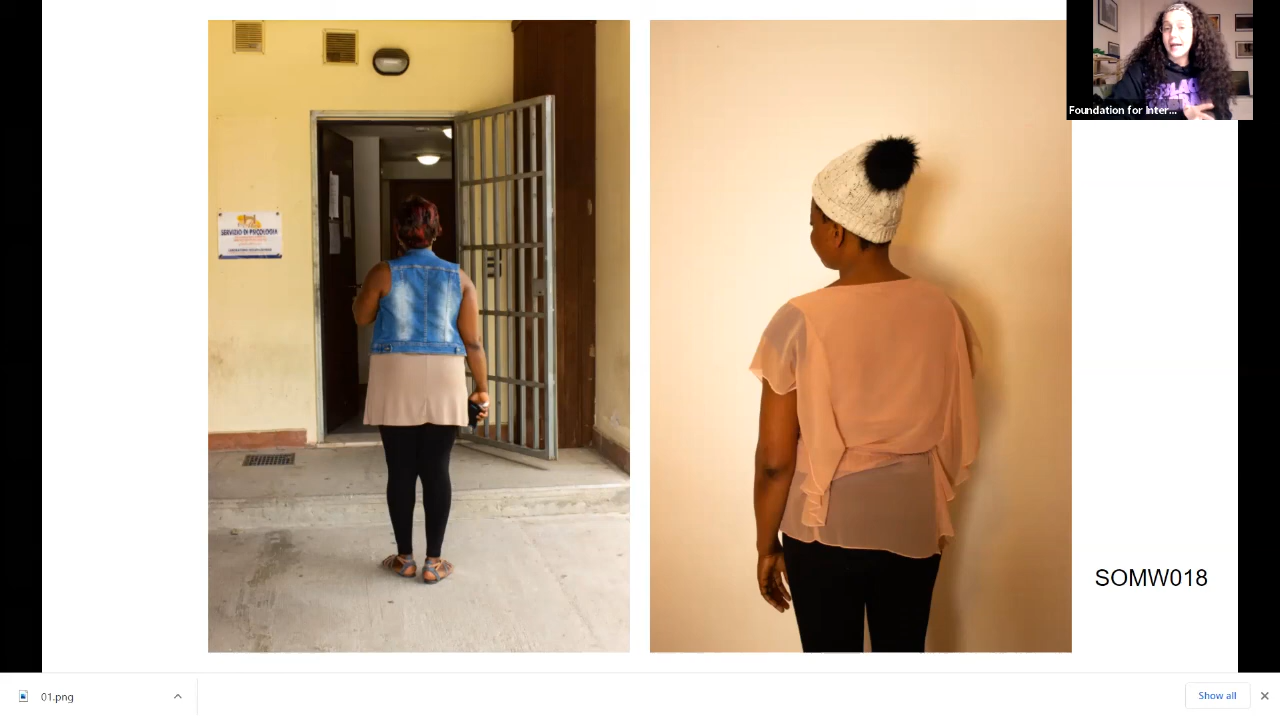 Foundation for Inter...
SERVIZIO DI PSICOLOGIA
SOMW018
01.png
Show all